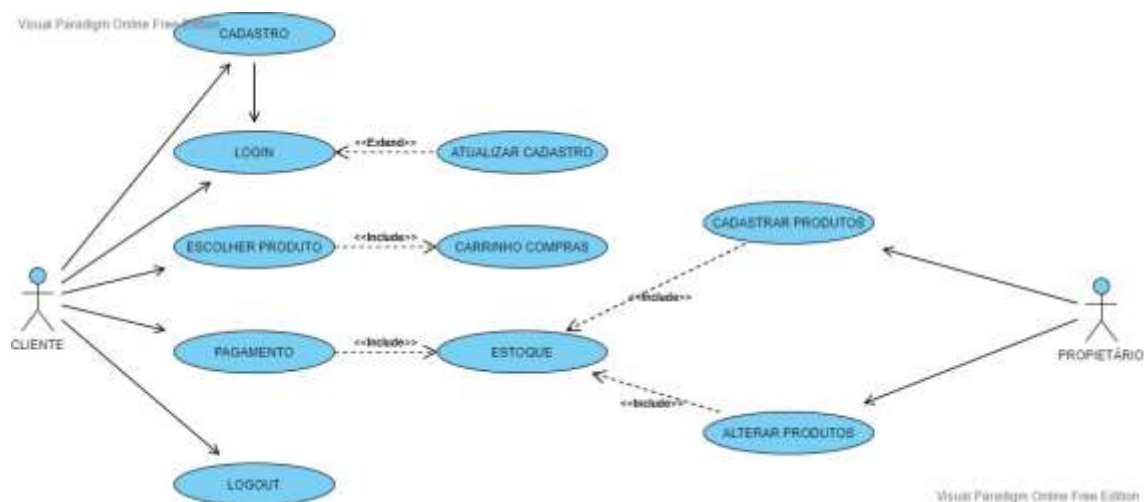 Visual Paradigm Online Free Edition
CADASTRO
LOGIN
<<Extend>>
ATUALIZAR CADASTRO
CADASTRAR PRODUTOS
ESCOLHER PRODUTO
<<Include>>
CARRINHO COMPRAS
<<Include>>
CLIENTE
PAGAMENTO
<<Include>>
ESTOQUE
PROPIETÁRIO
<<Include>>
ALTERAR PRODUTOS
LOGOUT
Visual Paradigm Online Free Edition